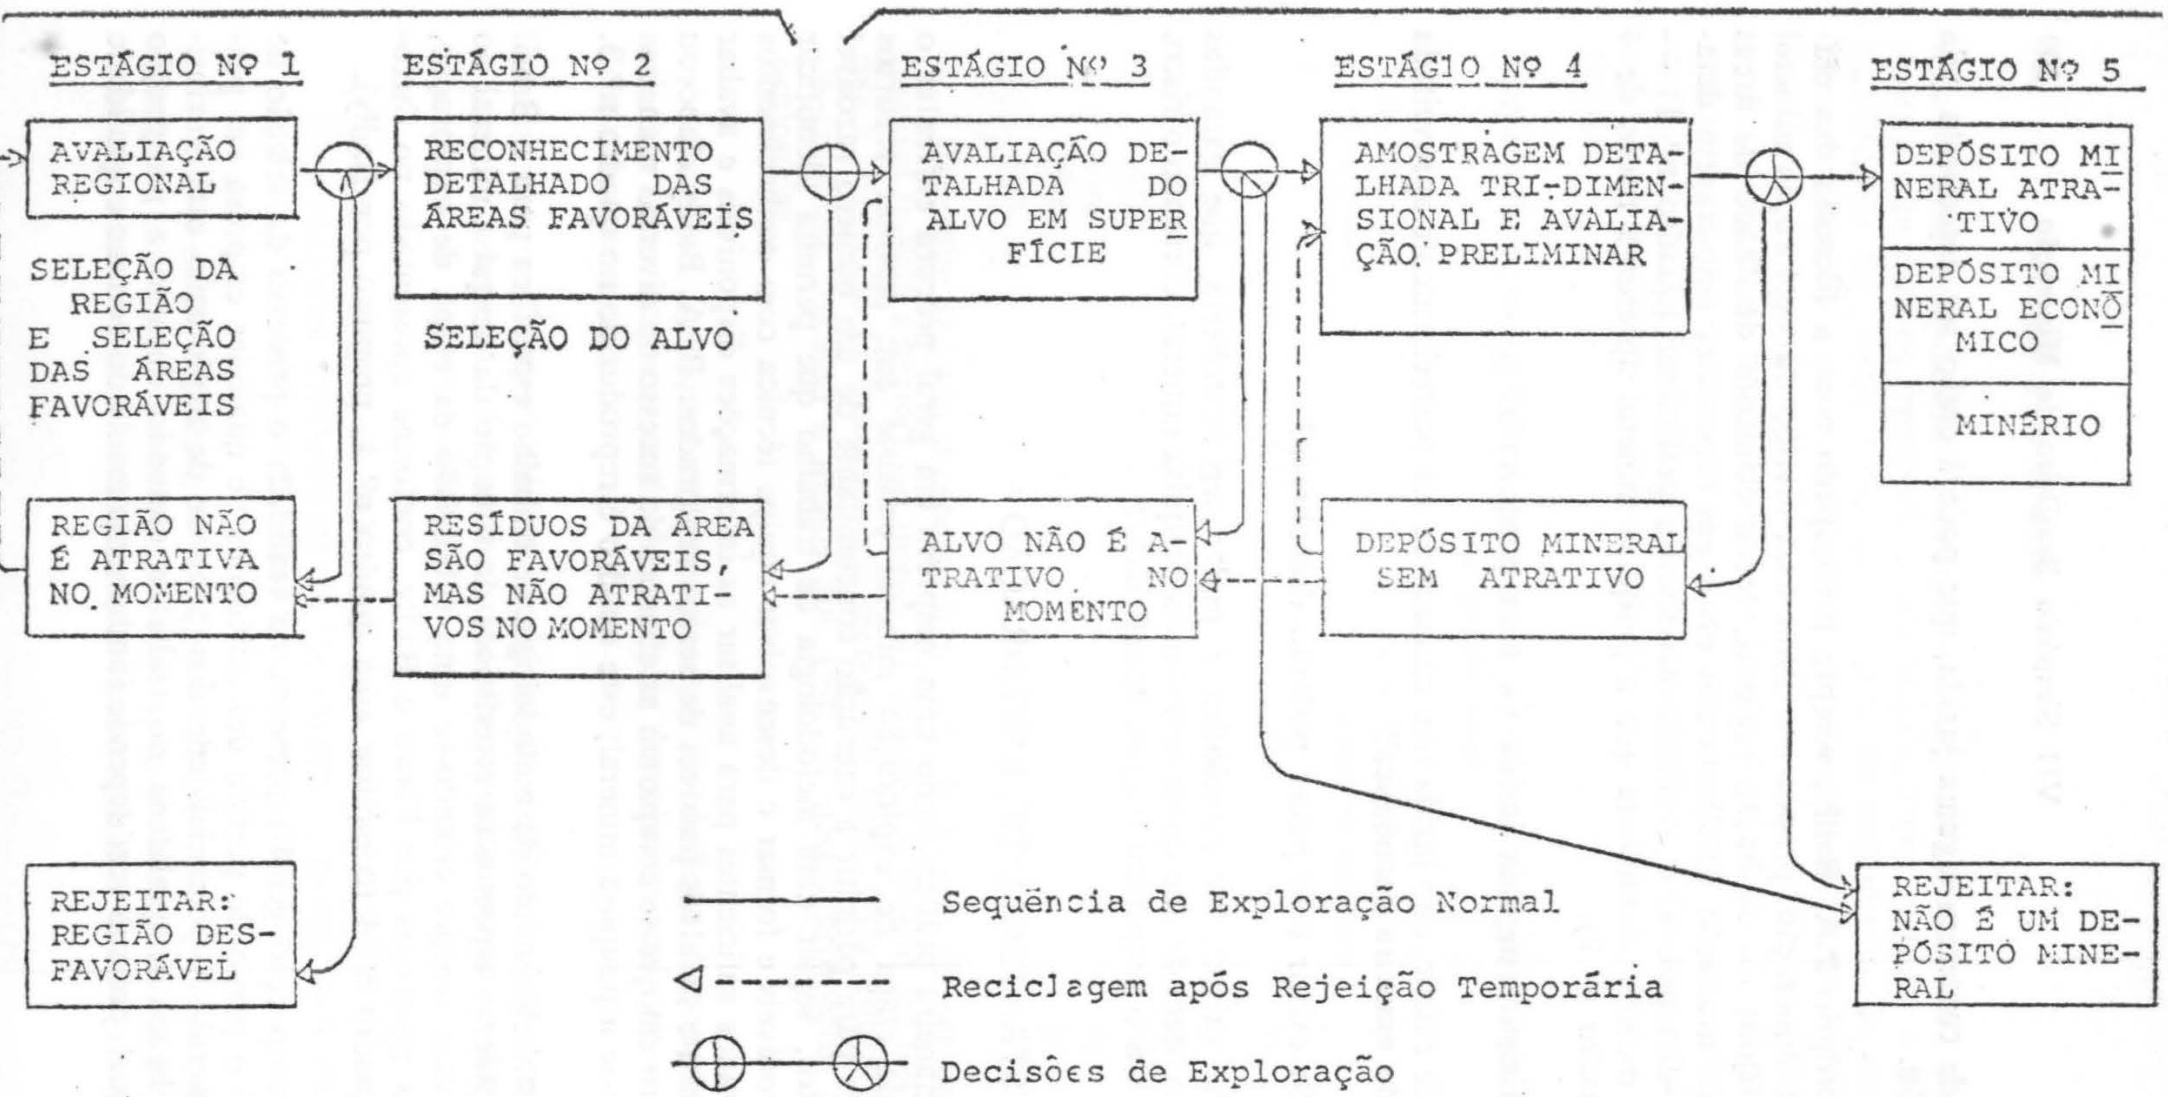 ESTÁGIO Nº 1
AVALIAÇÃO
REGIONAL
SELEÇÃO DA
REGIÃO
E SELEÇÃO
DAS ÁREAS
FAVORÁVEIS
REGIÃO NÃO
É ATRATIVA
NO MOMENTO
REJEITAR:
REGIÃO DES-
FAVORÁVEL
ESTÁGIO Nº 2
RECONHECIMENTO
DETALHADO DAS
ÁREAS FAVORÁVEIS
SELEÇÃO DO ALVO
RESÍDUOS DA ÁREA
SÃO FAVORÁVEIS,
MAS NÃO ATRATI-
VOS NO MOMENTO
ESTÁGIO Nº 3
AVALIAÇÃO DE-
TALHADA DO
ALVO EM SUPER
FÍCIE
ALVO NÃO É A-
TRATIVO NO
MOMENTO
ESTÁGIO Nº 4
AMOSTRAGEM DETA-
LHADA TRI-DIMEN-
SIONAL E AVALIA-
ÇÃO PRELIMINAR
DEPÓSITO MINERAL
SEM ATRATIVO
ESTÁGIO Nº 5
DEPÓSITO MI
NERAL ATRA-
TIVO
DEPÓSITO MI
NERAL ECONÔ
MICO
MINÉRIO
REJEITAR:
NÃO É UM DE-
PÓSITO MINE-
RAL
Sequência de Exploração Normal
Reciclagem após Rejeição Temporária
Decisões de Exploração